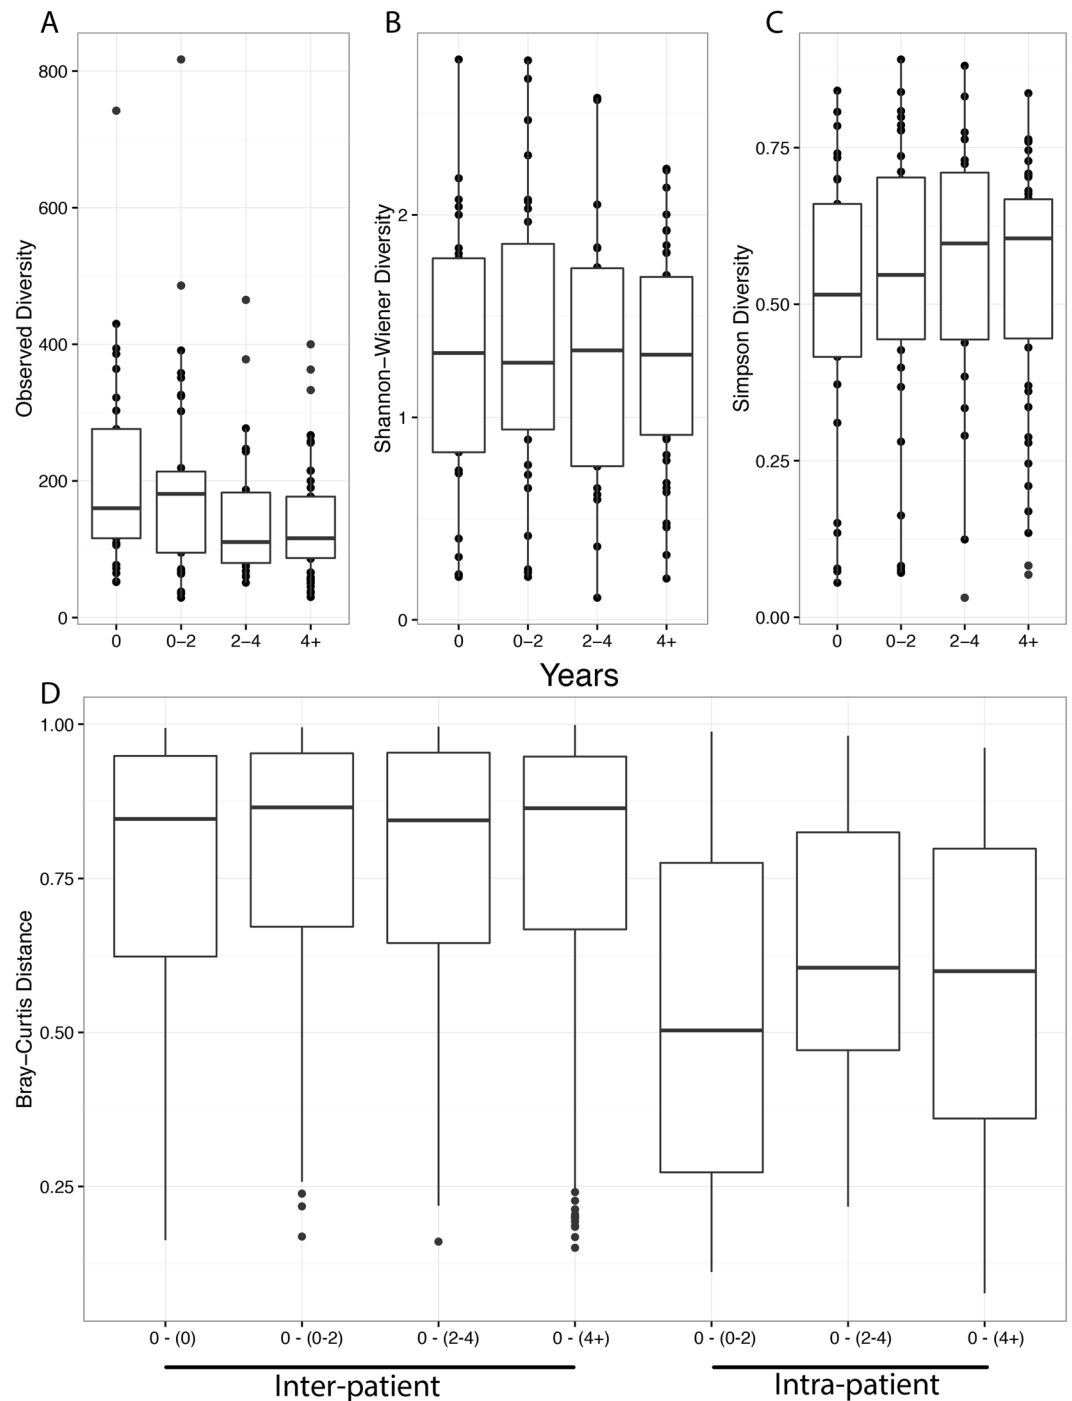 A
B
C
Observed Diversity
800
600
400
200
0
0
0–2
2–4
4+
Shannon–Wiener Diversity
2
1
0
0
0–2
2–4
4+
Simpson Diversity
0.75
0.50
0.25
0.00
0
0–2
2–4
4+
Years
D
Bray–Curtis Distance
1.00
0.75
0.50
0.25
0 - (0)
0 - (0-2)
0 - (2-4)
0 - (4+)
0 - (0-2)
0 - (2-4)
0 - (4+)
Inter-patient
Intra-patient